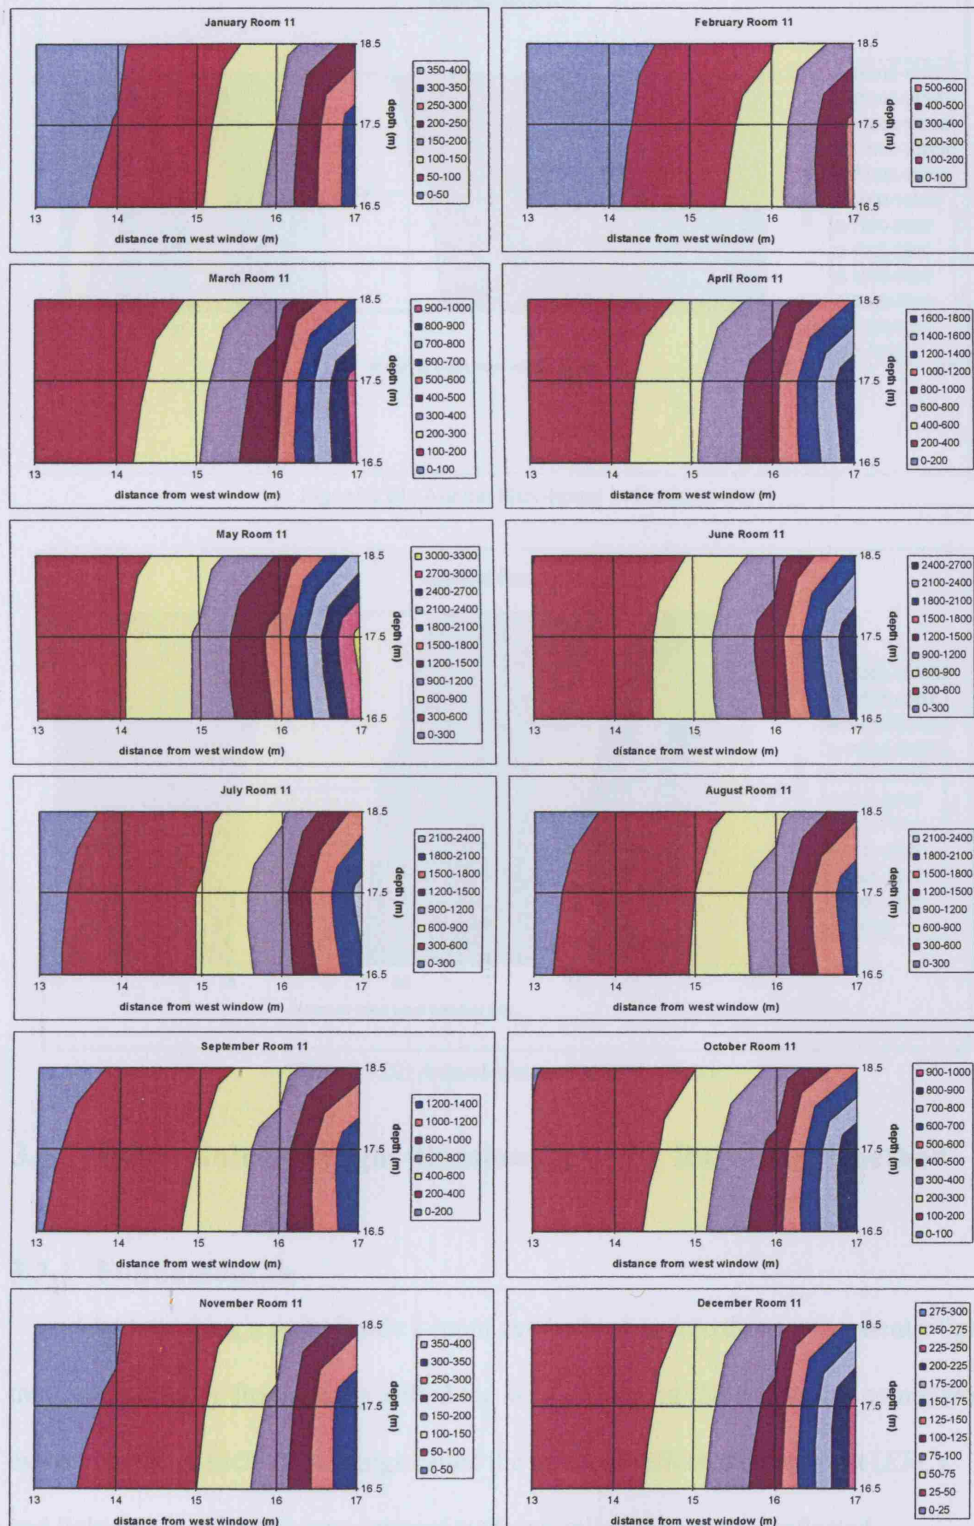 January Room 11
18.5
17.5
16.5
depth (m)
13 14 15 16 17
distance from west window (m)
350-400
300-350
250-300
200-250
150-200
100-150
50-100
0-50
February Room 11
18.5
17.5
16.5
depth (m)
13 14 15 16 17
distance from west window (m)
500-600
400-500
300-400
200-300
100-200
0-100
March Room 11
18.5
17.5
16.5
depth (m)
13 14 15 16 17
distance from west window (m)
900-1000
800-900
700-800
600-700
500-600
400-500
300-400
200-300
100-200
0-100
April Room 11
18.5
17.5
16.5
depth (m)
13 14 15 16 17
distance from west window (m)
1600-1800
1400-1600
1200-1400
1000-1200
800-1000
600-800
400-600
200-400
0-200
May Room 11
18.5
17.5
16.5
depth (m)
13 14 15 16 17
distance from west window (m)
3000-3300
2700-3000
2400-2700
2100-2400
1800-2100
1500-1800
1200-1500
900-1200
600-900
300-600
0-300
June Room 11
18.5
17.5
16.5
depth (m)
13 14 15 16 17
distance from west window (m)
2400-2700
2100-2400
1800-2100
1500-1800
1200-1500
900-1200
600-900
300-600
0-300
July Room 11
18.5
17.5
16.5
depth (m)
13 14 15 16 17
distance from west window (m)
2100-2400
1800-2100
1500-1800
1200-1500
900-1200
600-900
300-600
0-300
August Room 11
18.5
17.5
16.5
depth (m)
13 14 15 16 17
distance from west window (m)
2100-2400
1800-2100
1500-1800
1200-1500
900-1200
600-900
300-600
0-300
September Room 11
18.5
17.5
16.5
depth (m)
13 14 15 16 17
distance from west window (m)
1200-1400
1000-1200
800-1000
600-800
400-600
200-400
0-200
October Room 11
18.5
17.5
16.5
depth (m)
13 14 15 16 17
distance from west window (m)
900-1000
800-900
700-800
600-700
500-600
400-500
300-400
200-300
100-200
0-100
November Room 11
18.5
17.5
16.5
depth (m)
13 14 15 16 17
distance from west window (m)
350-400
300-350
250-300
200-250
150-200
100-150
50-100
0-50
December Room 11
18.5
17.5
16.5
depth (m)
13 14 15 16 17
distance from west window (m)
275-300
250-275
225-250
200-225
175-200
150-175
125-150
100-125
75-100
50-75
25-50
0-25